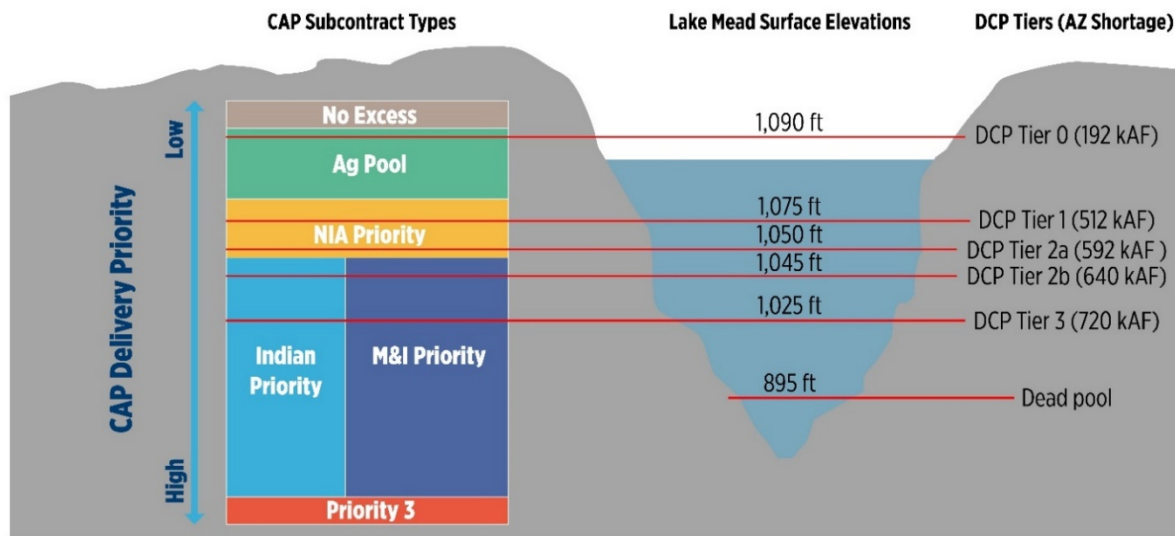 CAP Subcontract Types
Lake Mead Surface Elevations
DCP Tiers (AZ Shortage)
CAP Delivery Priority
Low
High
No Excess
Ag Pool
NIA Priority
Indian
Priority
M&I Priority
Priority 3
1,090 ft
1,075 ft
1,050 ft
1,045 ft
1,025 ft
895 ft
DCP Tier 0 (192 kAF)
DCP Tier 1 (512 kAF)
DCP Tier 2a (592 kAF )
DCP Tier 2b (640 kAF)
DCP Tier 3 (720 kAF)
Dead pool